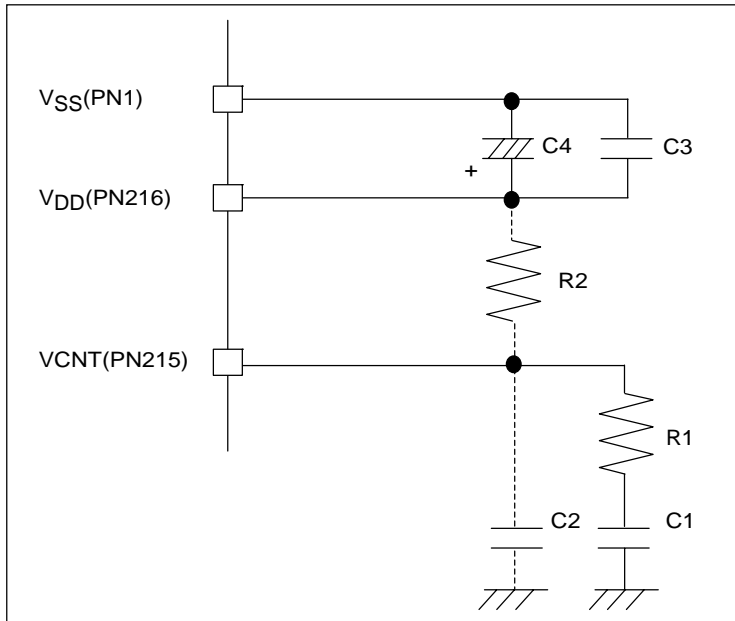 VSS(PN1)
C4 C3
+
VDD(PN216)
R2
VCNT(PN215)
R1
C2 C1